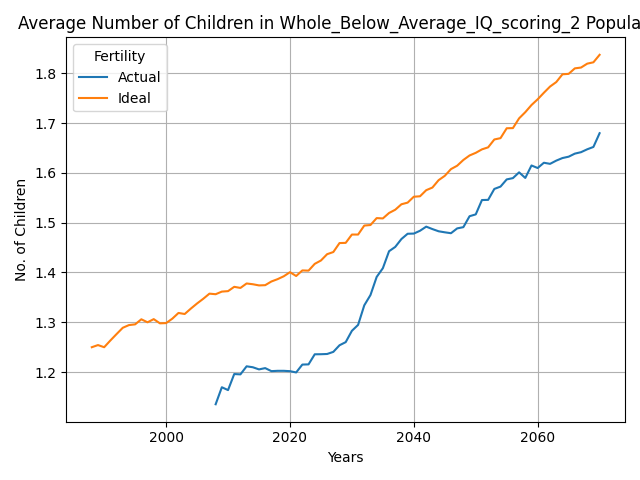 Average Number of Children in Whole_Below_Average_IQ_scoring_2 Popula
Fertility
Actual
Ideal
1.8
1.7
1.6
1.5
1.4
1.3
1.2
No. of Children
2000 2020 2040 2060
Years